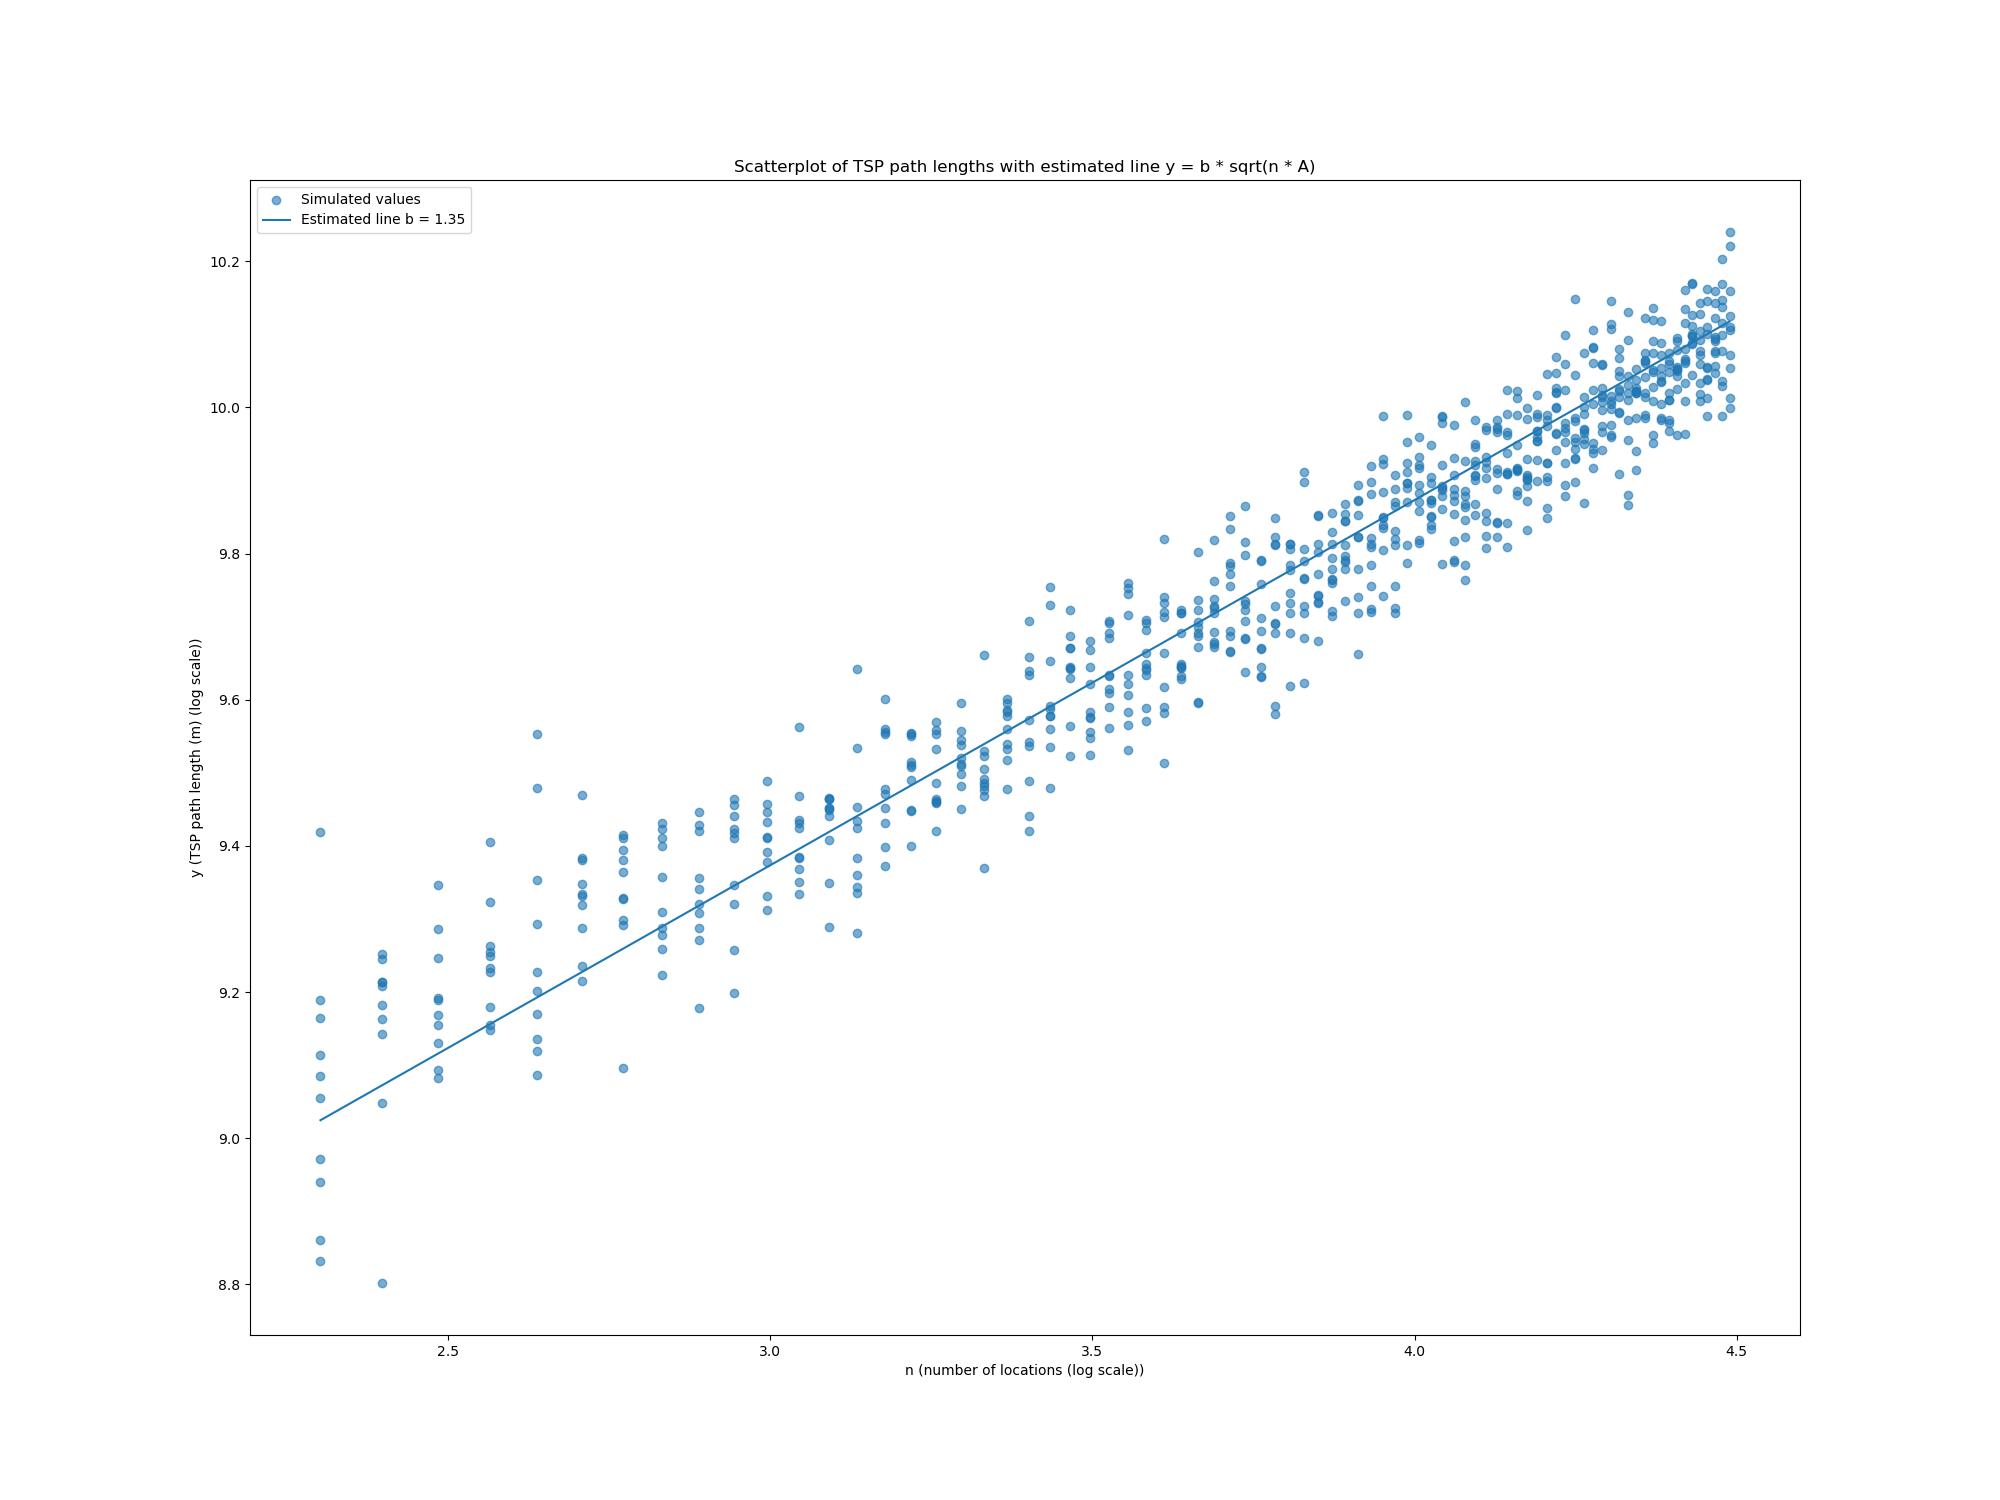 Scatterplot of TSP path lengths with estimated line y = b * sqrt(n * A)
Simulated values
Estimated line b = 1.35
10.2
10.0
9.8
9.6
9.4
9.2
9.0
8.8
y (TSP path length (m) (log scale))
2.5
3.0
3.5
4.0
4.5
n (number of locations (log scale))